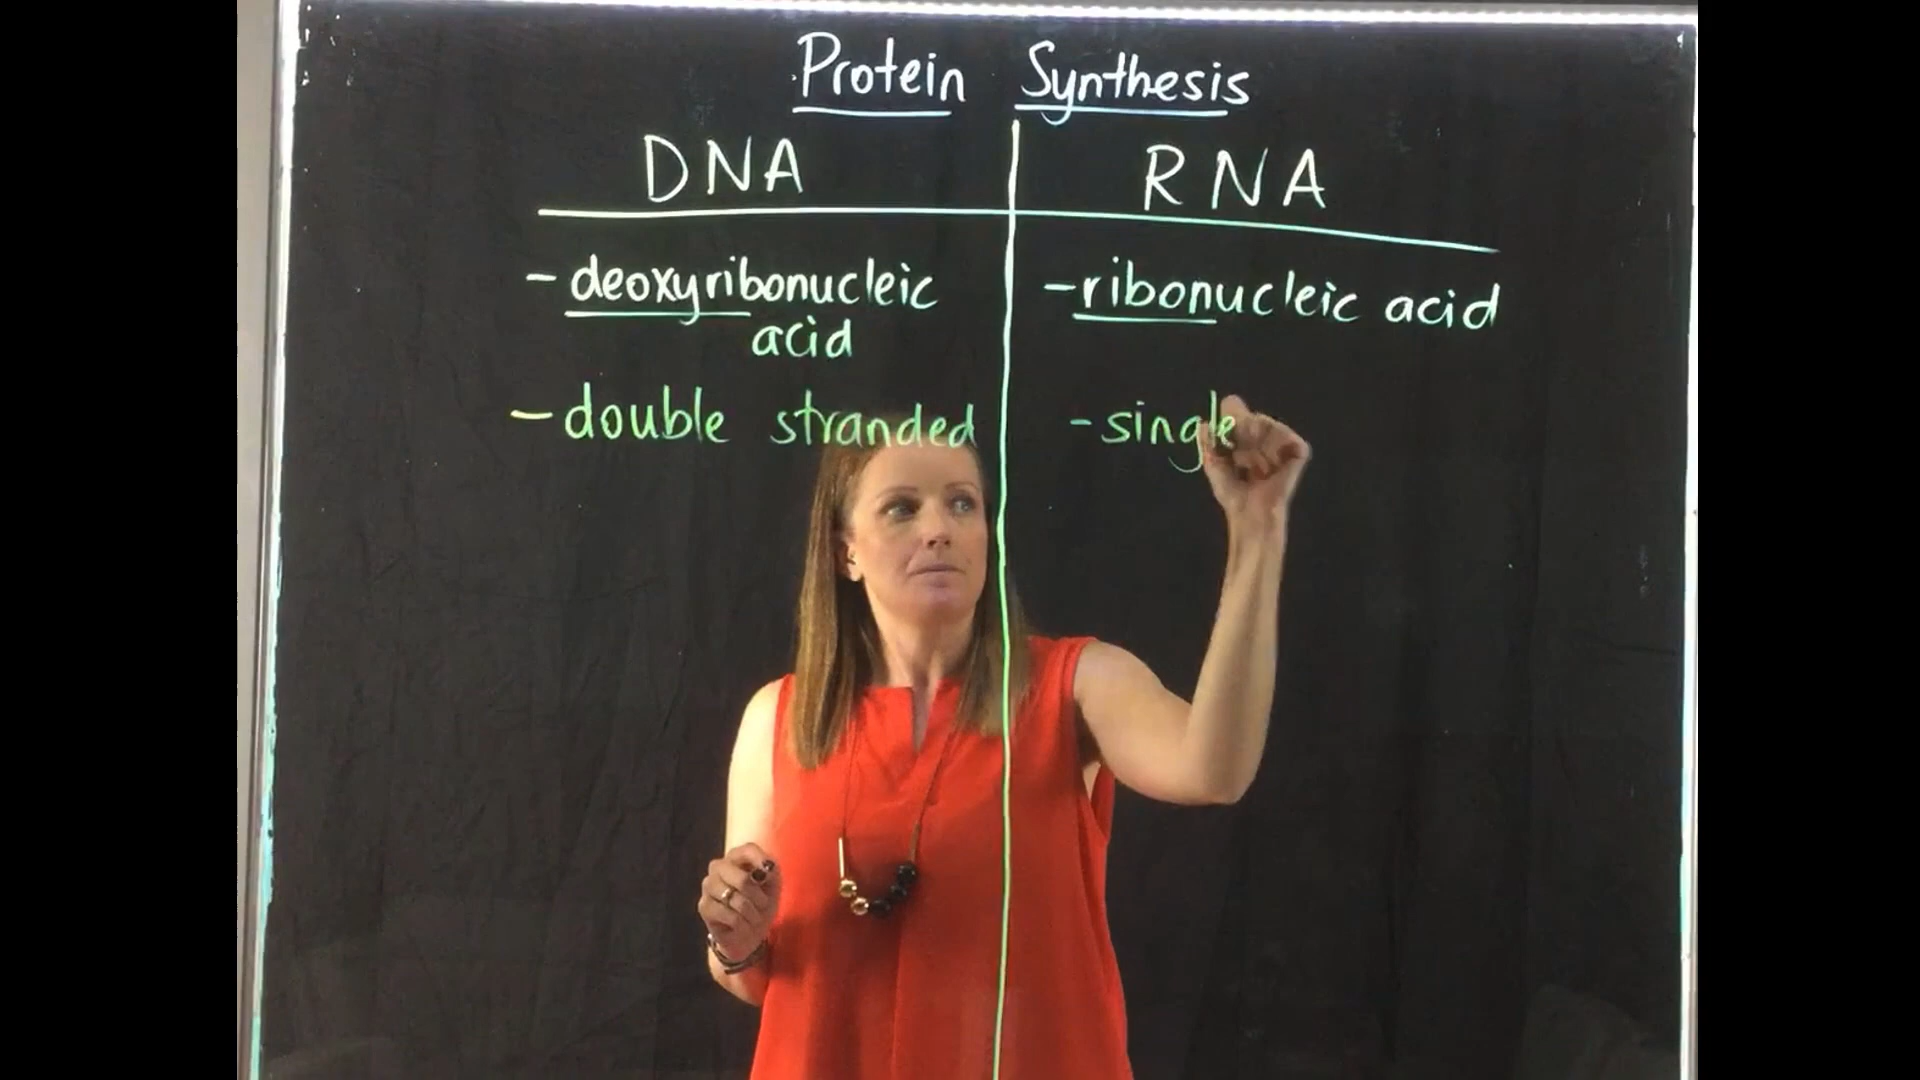 Protein Synthesis
DNA
RNA
- deoxyribonucleic
acid
- ribonucleic acid
- double stranded
- single